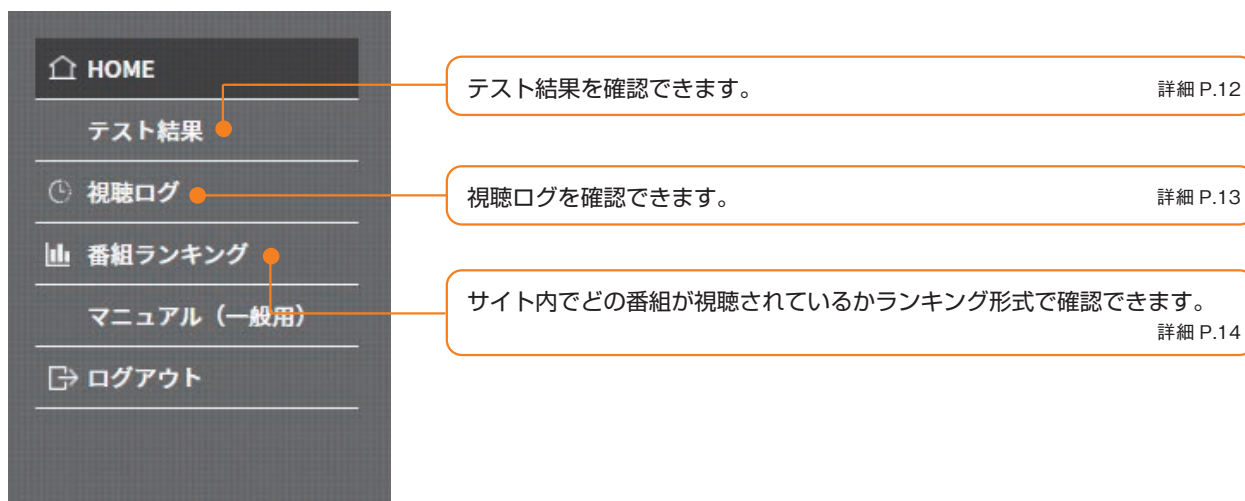 HOME
テスト結果
視聴ログ
番組ランキング
マニュアル（一般用）
ログアウト
テスト結果を確認できます。 詳細 P.12
視聴ログを確認できます。 詳細 P.13
サイト内でどの番組が視聴されているかランキング形式で確認できます。
詳細 P.14